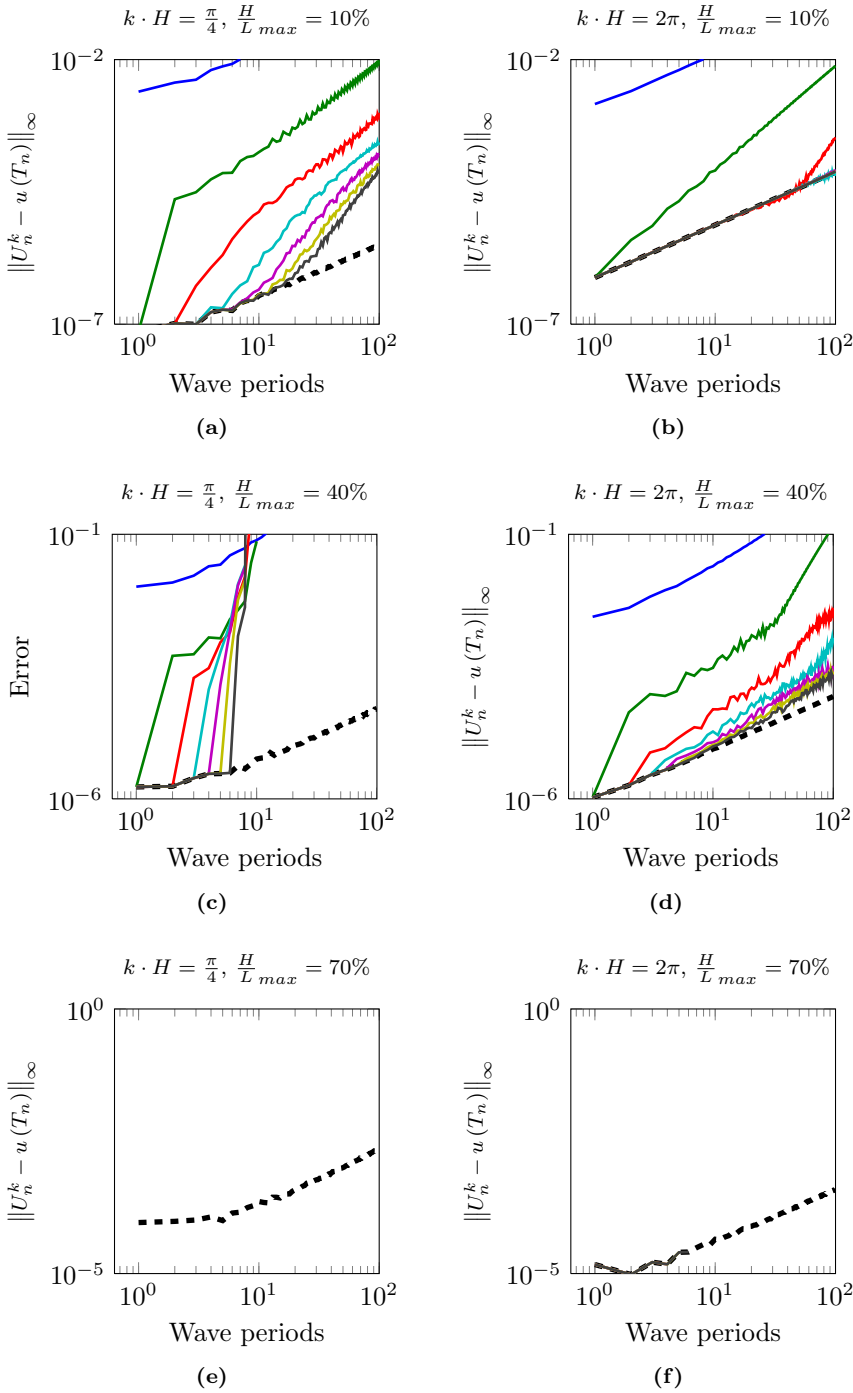 k · H = π/4, H/L max = 10%
10^-2
10^-7
‖U_n^k − u (T_n)‖_∞
10^0 10^1 10^2
Wave periods
(a)
k · H = 2π, H/L max = 10%
10^-2
10^-7
‖U_n^k − u (T_n)‖_∞
10^0 10^1 10^2
Wave periods
(b)
k · H = π/4, H/L max = 40%
10^-1
10^-6
Error
10^0 10^1 10^2
Wave periods
(c)
k · H = 2π, H/L max = 40%
10^-1
10^-6
‖U_n^k − u (T_n)‖_∞
10^0 10^1 10^2
Wave periods
(d)
k · H = π/4, H/L max = 70%
10^0
10^-5
‖U_n^k − u (T_n)‖_∞
10^0 10^1 10^2
Wave periods
(e)
k · H = 2π, H/L max = 70%
10^0
10^-5
‖U_n^k − u (T_n)‖_∞
10^0 10^1 10^2
Wave periods
(f)